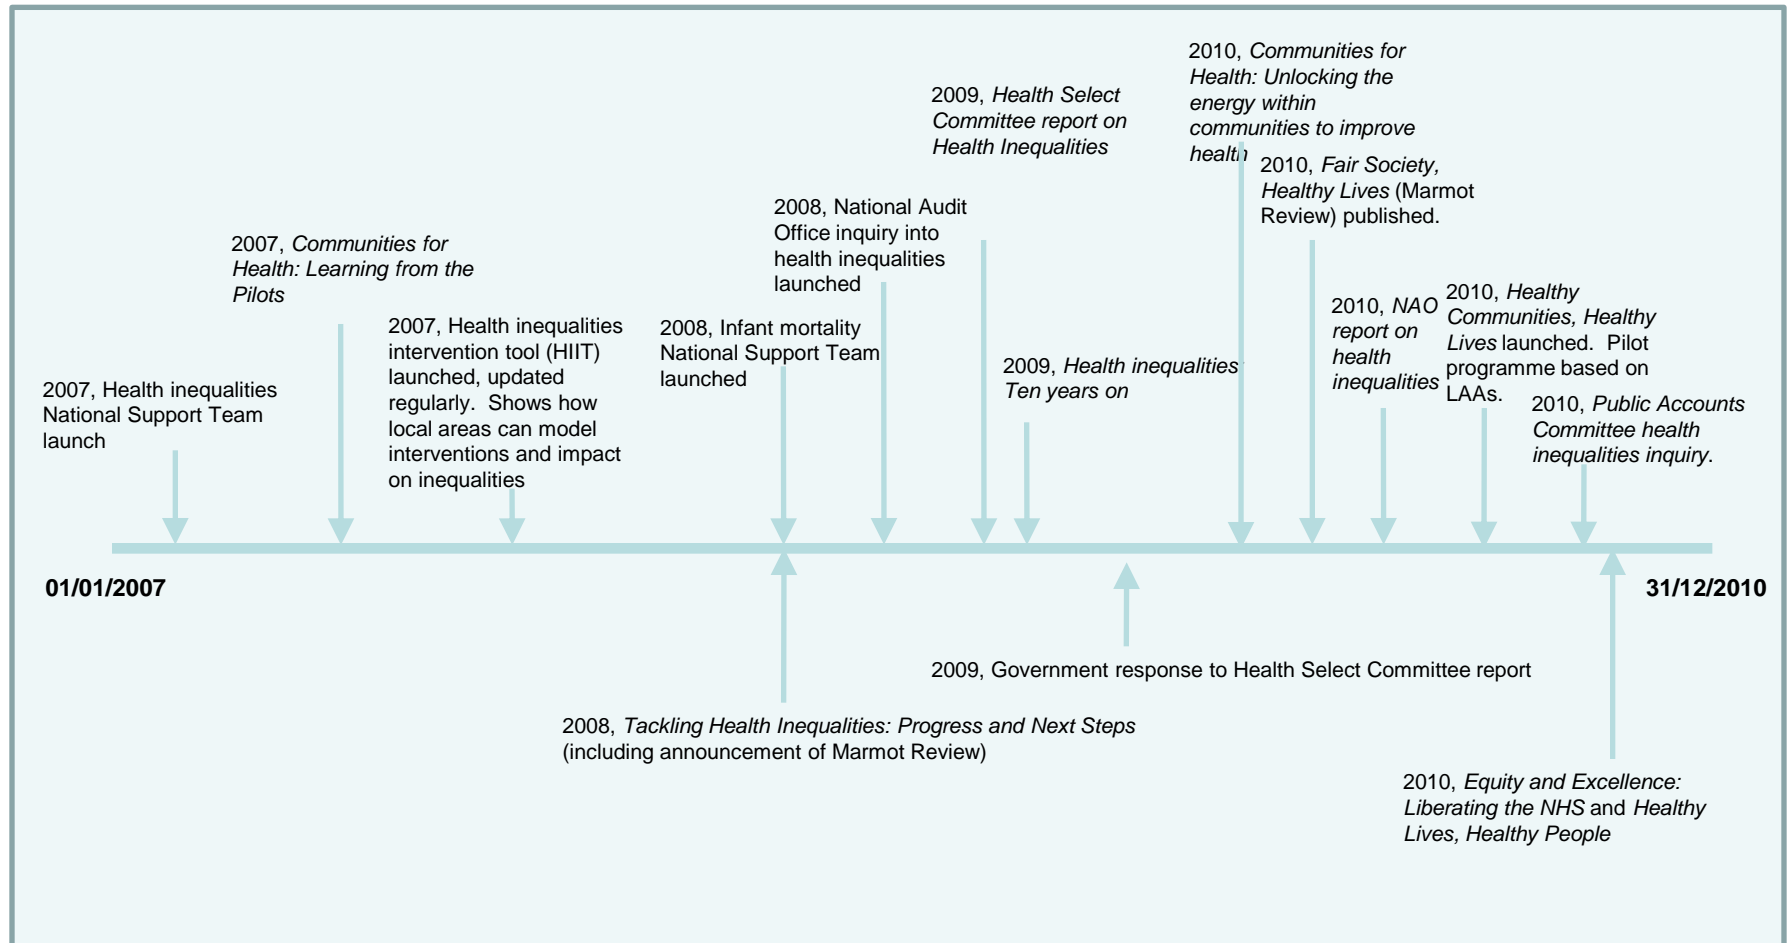 2007, Health inequalities
National Support Team
launch
2007, Communities for
Health: Learning from the
Pilots
2007, Health inequalities
intervention tool (HIIT)
launched, updated
regularly. Shows how
local areas can model
interventions and impact
on inequalities
2008, Infant mortality
National Support Team
launched
2008, National Audit
Office inquiry into
health inequalities
launched
2009, Health Select
Committee report on
Health Inequalities
2009, Health inequalities:
Ten years on
2010, Communities for
Health: Unlocking the
energy within
communities to improve
health
2010, Fair Society,
Healthy Lives (Marmot
Review) published.
2010, NAO
report on
health
inequalities
2010, Healthy
Communities, Healthy
Lives launched. Pilot
programme based on
LAAs.
2010, Public Accounts
Committee health
inequalities inquiry.
01/01/2007
31/12/2010
2009, Government response to Health Select Committee report
2008, Tackling Health Inequalities: Progress and Next Steps
(including announcement of Marmot Review)
2010, Equity and Excellence:
Liberating the NHS and Healthy
Lives, Healthy People